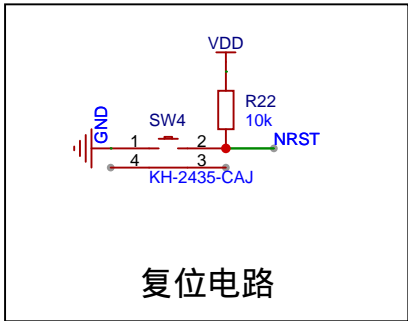 VDD
R22
10k
GND
SW4
1
2
NRST
4
3
KH-2435-CAJ
复位电路